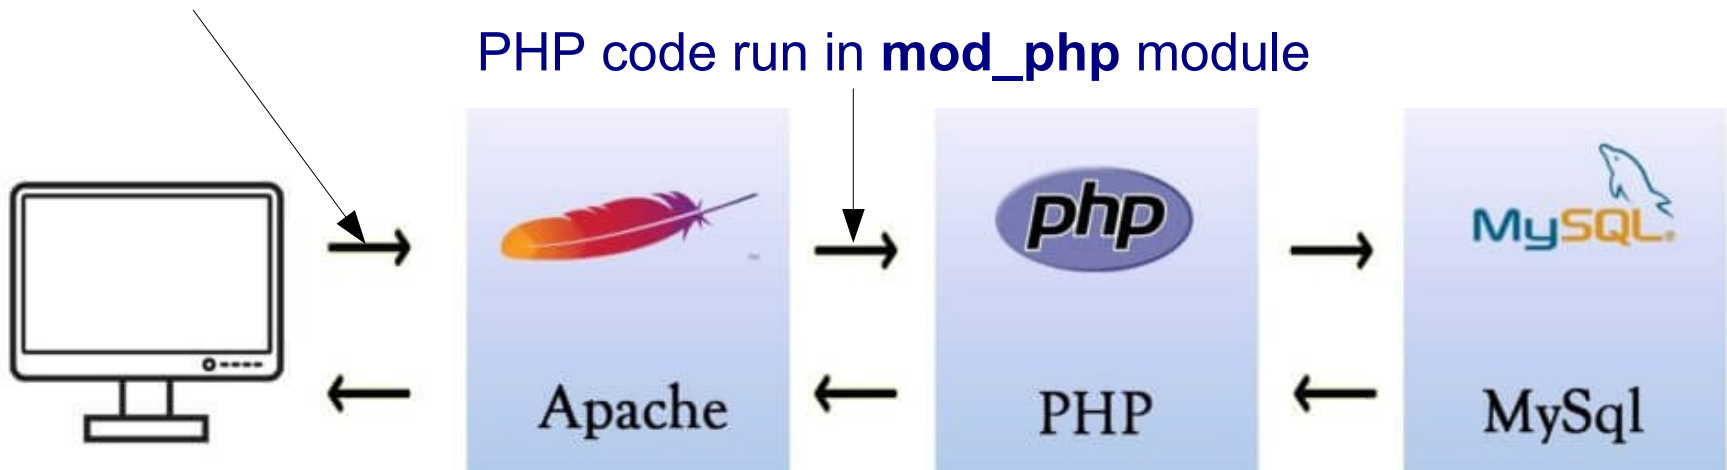 PHP code run in mod_php module
php
MySQL®
Apache
PHP
MySql